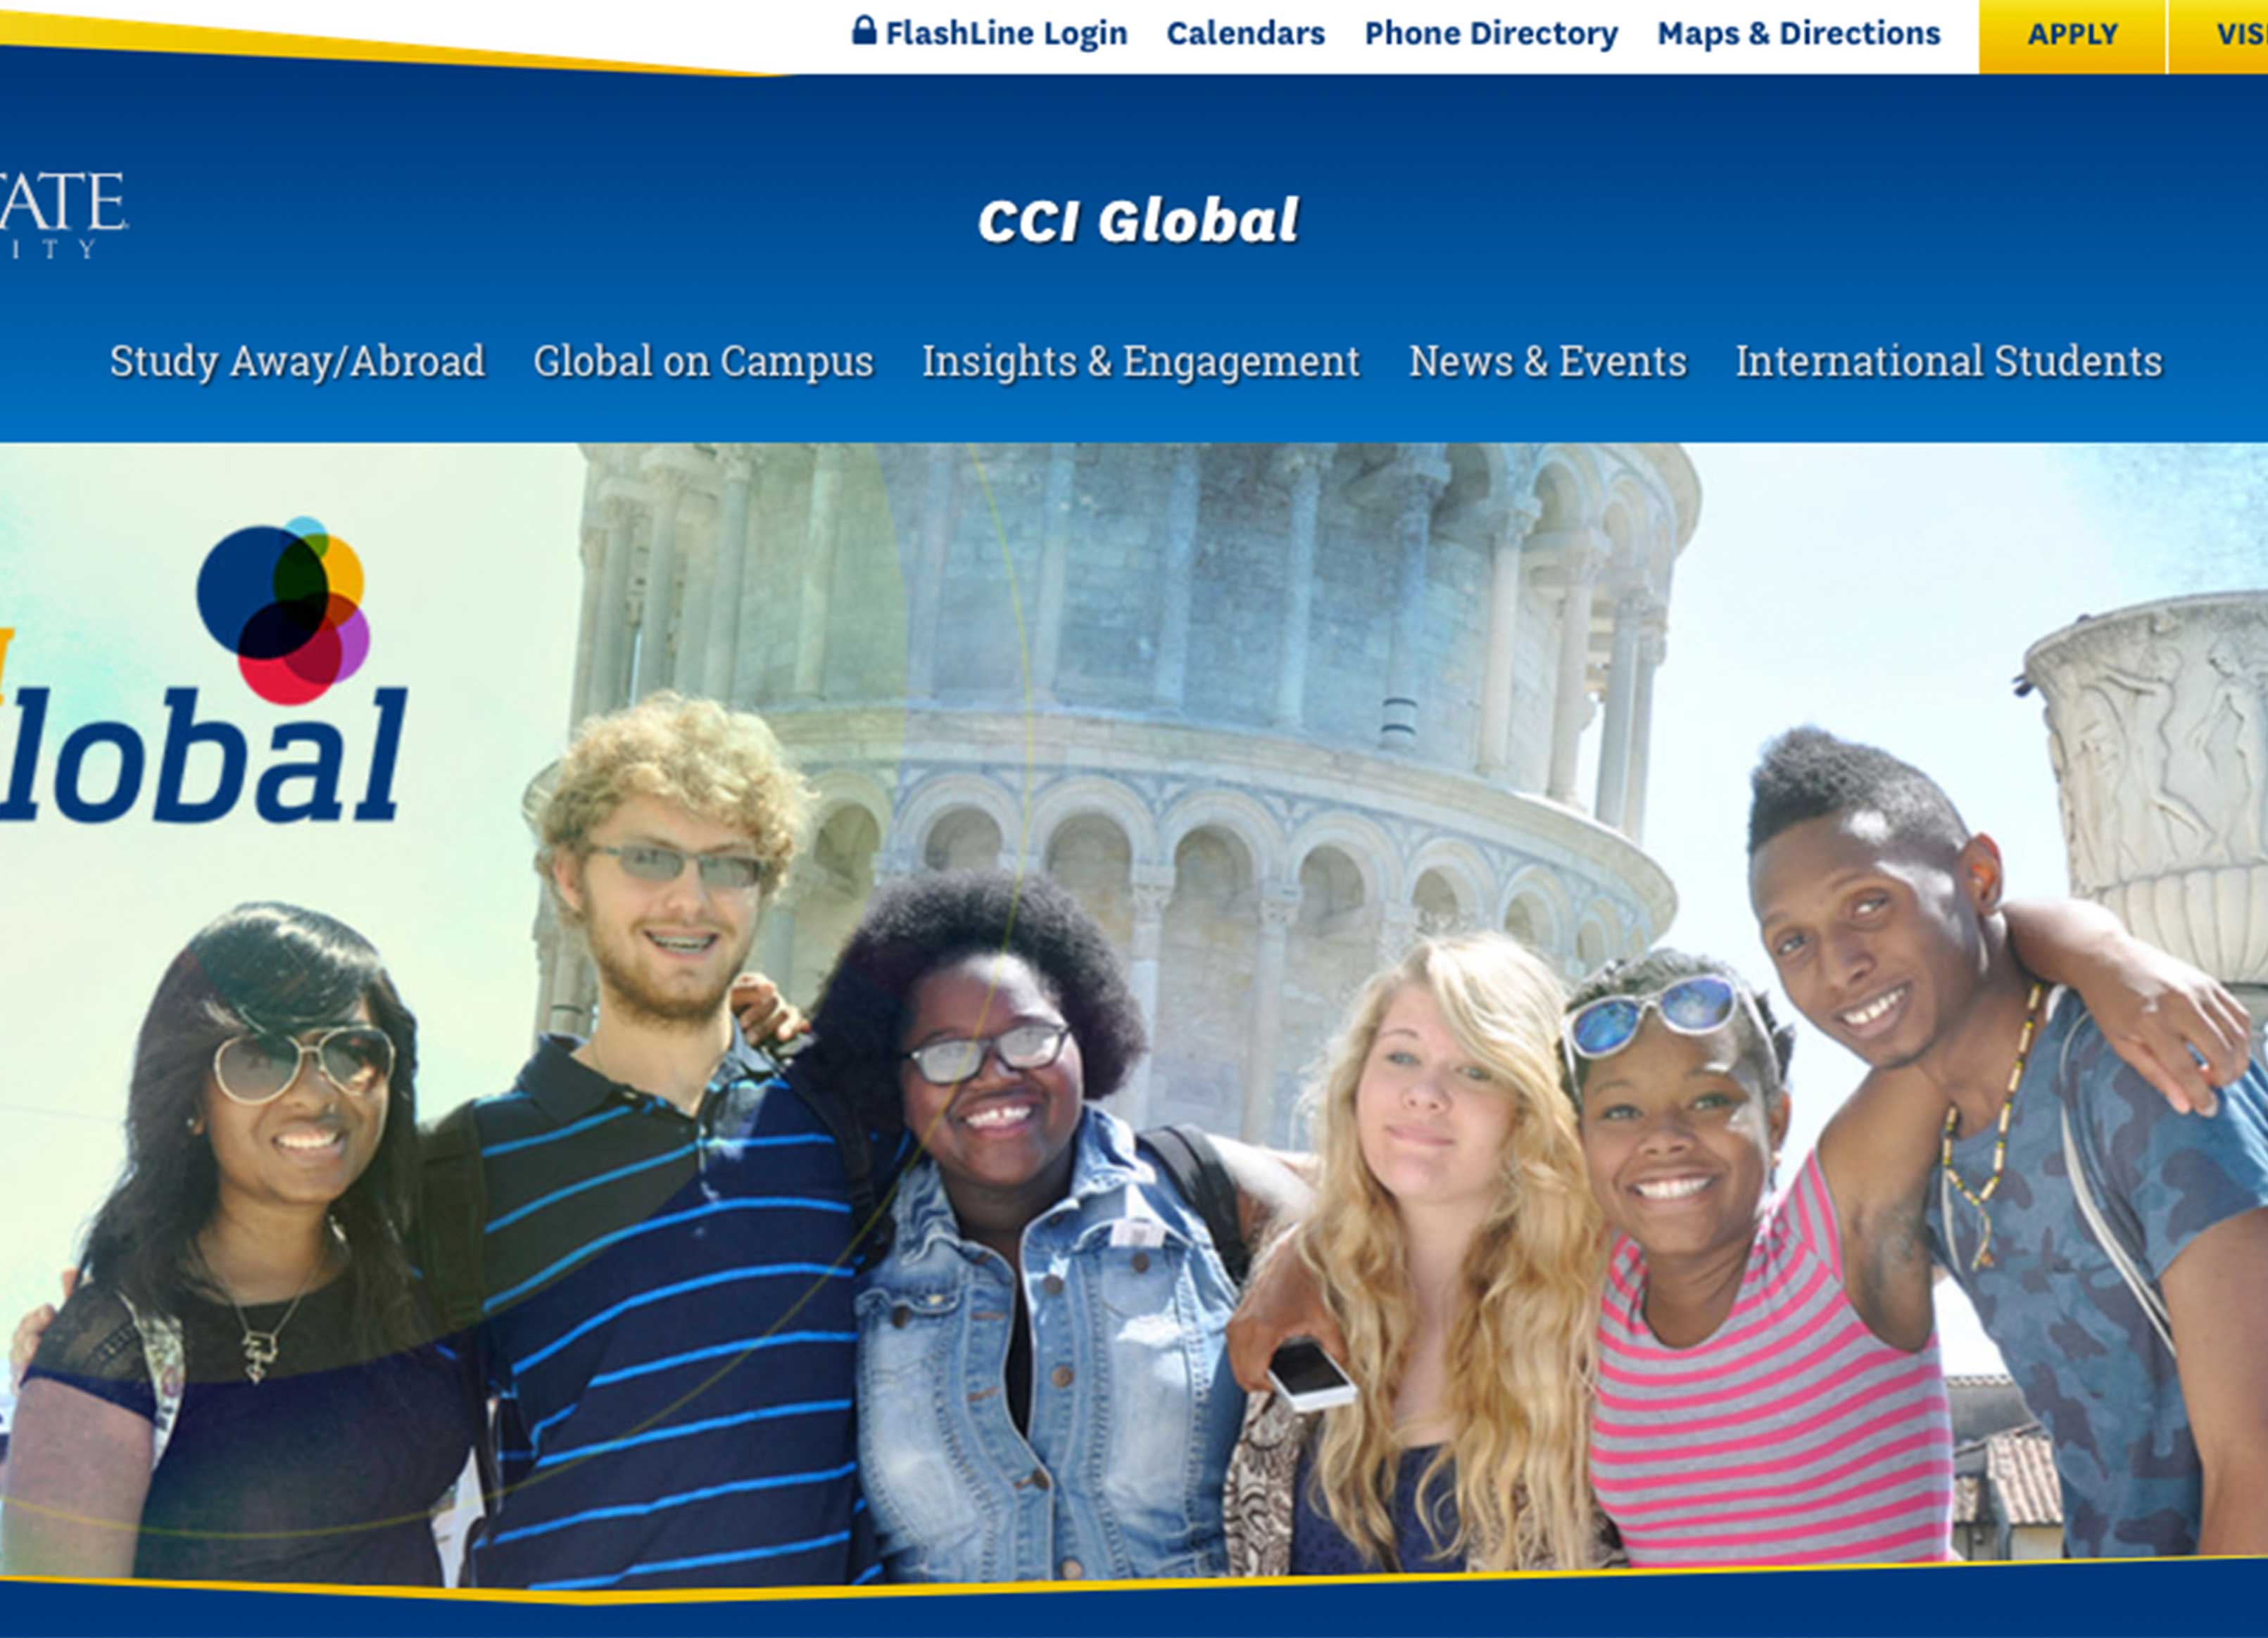 FlashLine Login Calendars Phone Directory Maps & Directions APPLY VIS
TATE
ITY
CCI Global
Study Away/Abroad Global on Campus Insights & Engagement News & Events International Students
lobal